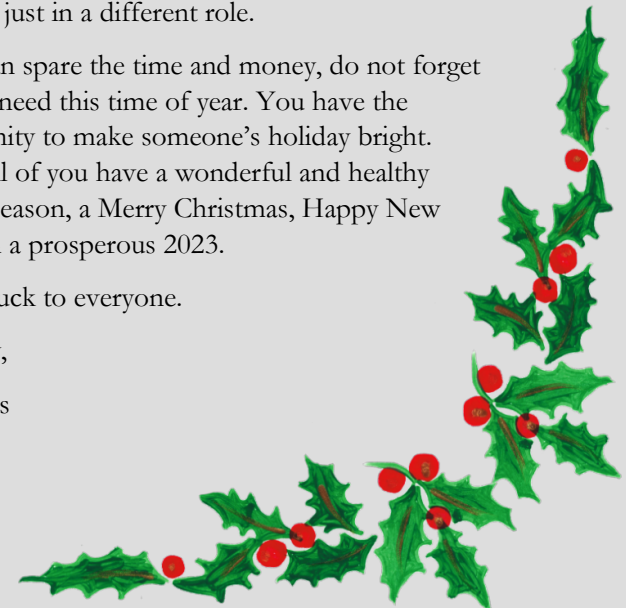 just in a different role.
n spare the time and money, do not forget
need this time of year. You have the
nity to make someone’s holiday bright.
l of you have a wonderful and healthy
eason, a Merry Christmas, Happy New
a prosperous 2023.
uck to everyone.
,
s